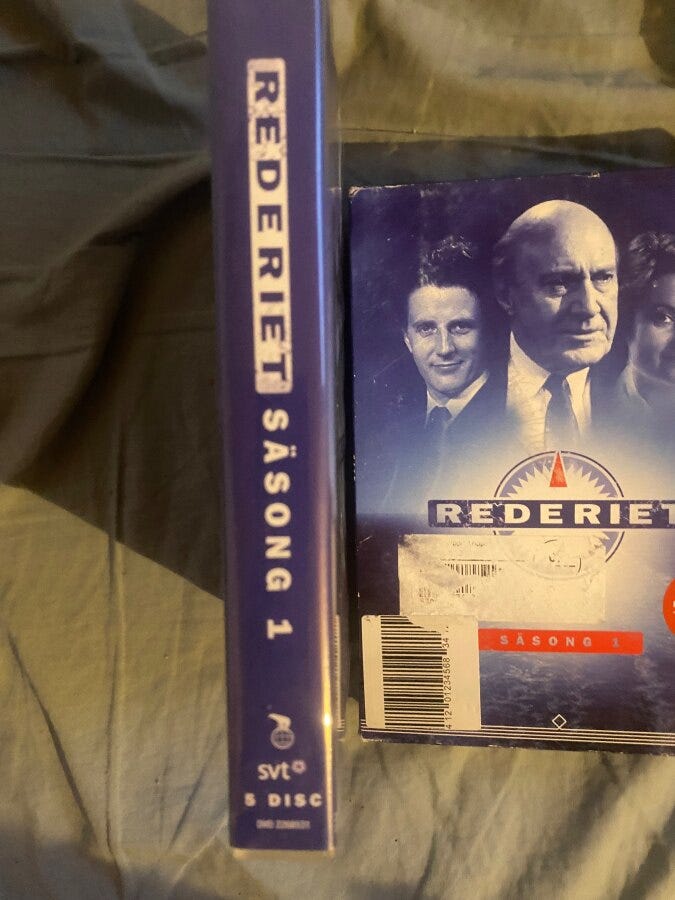 REDERIET SÄSONG 1
svt
5 DISC
REDERIET
SÄSONG 1